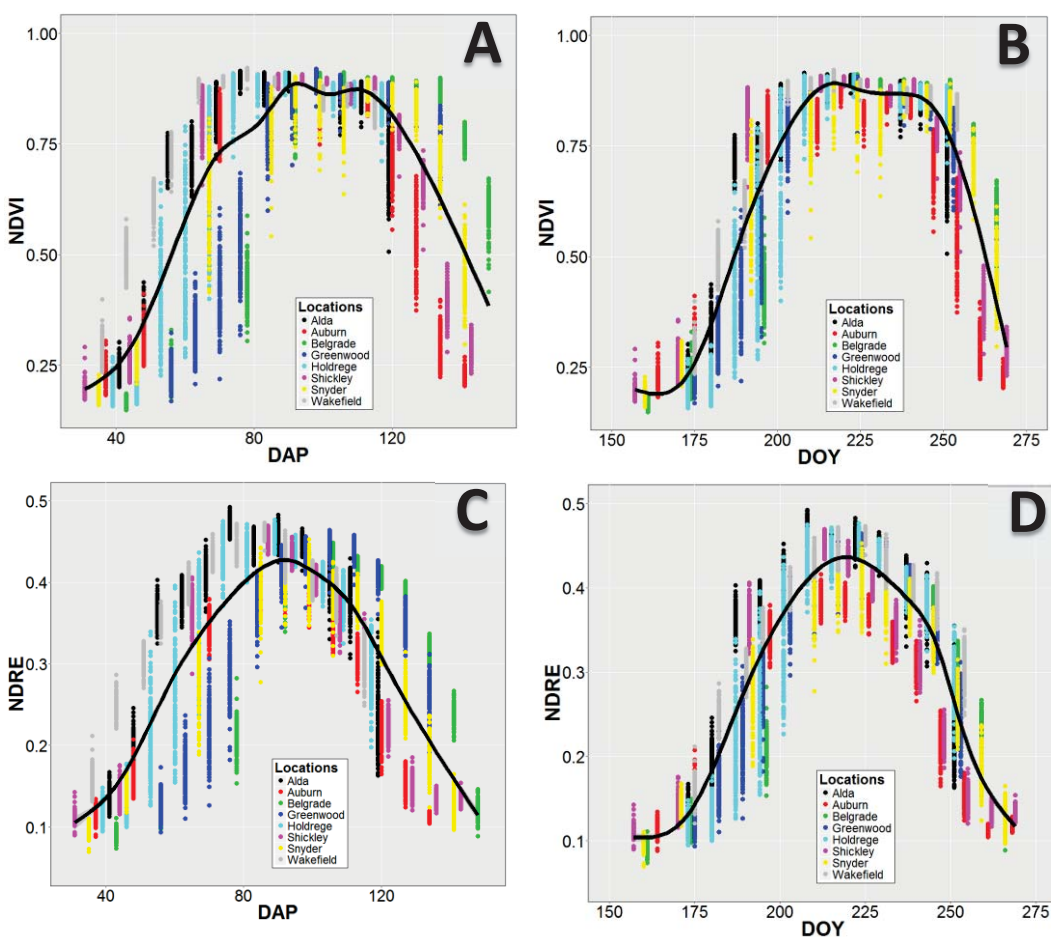 A
1.00
0.75
0.50
0.25
NDVI
40
80
120
DAP
Locations
Alda
Auburn
Belgrade
Greenwood
Holdrege
Shickley
Snyder
Wakefield
B
1.00
0.75
0.50
0.25
NDVI
150
175
200
225
250
275
DOY
Locations
Alda
Auburn
Belgrade
Greenwood
Holdrege
Shickley
Snyder
Wakefield
C
0.5
0.4
0.3
0.2
0.1
NDRE
40
80
120
DAP
Locations
Alda
Auburn
Belgrade
Greenwood
Holdrege
Shickley
Snyder
Wakefield
D
0.5
0.4
0.3
0.2
0.1
NDRE
150
175
200
225
250
275
DOY
Locations
Alda
Auburn
Belgrade
Greenwood
Holdrege
Shickley
Snyder
Wakefield